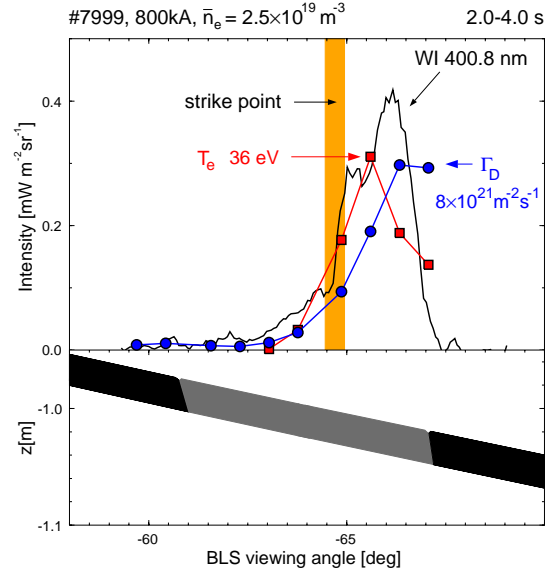 #7999, 800kA, n̄e = 2.5×10¹⁹ m⁻³ 2.0-4.0 s
WI 400.8 nm
strike point
Te 36 eV
ΓD
8×10²¹m⁻²s⁻¹
Intensity [mW m⁻²sr⁻¹]
0.4
0.2
0.0
z[m]
-1.0
-1.1
-60
-65
BLS viewing angle [deg]